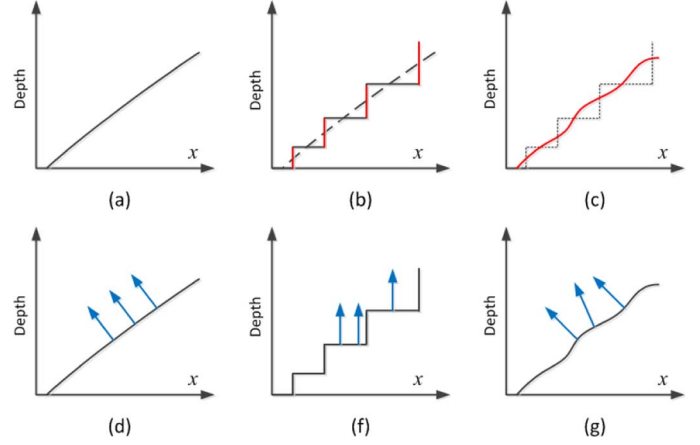 Depth
x
(a)
Depth
x
(b)
Depth
x
(c)
Depth
x
(d)
Depth
x
(f)
Depth
x
(g)